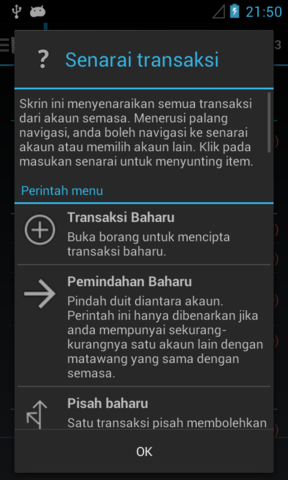 21:50
3
? Senarai transaksi
Skrin ini menyenaraikan semua transaksi
dari akaun semasa. Menerusi palang
navigasi, anda boleh navigasi ke senarai
akaun atau memilih akaun lain. Klik pada
masukan senarai untuk menyunting item.
Perintah menu
Transaksi Baharu
Buka borang untuk mencipta
transaksi baharu.
Pemindahan Baharu
Pindah duit diantara akaun.
Perintah ini hanya dibenarkan jika
anda mempunyai sekurang-
kurangnya satu akaun lain dengan
matawang yang sama dengan
semasa.
Pisah baharu
Satu transaksi pisah membolehkan
OK